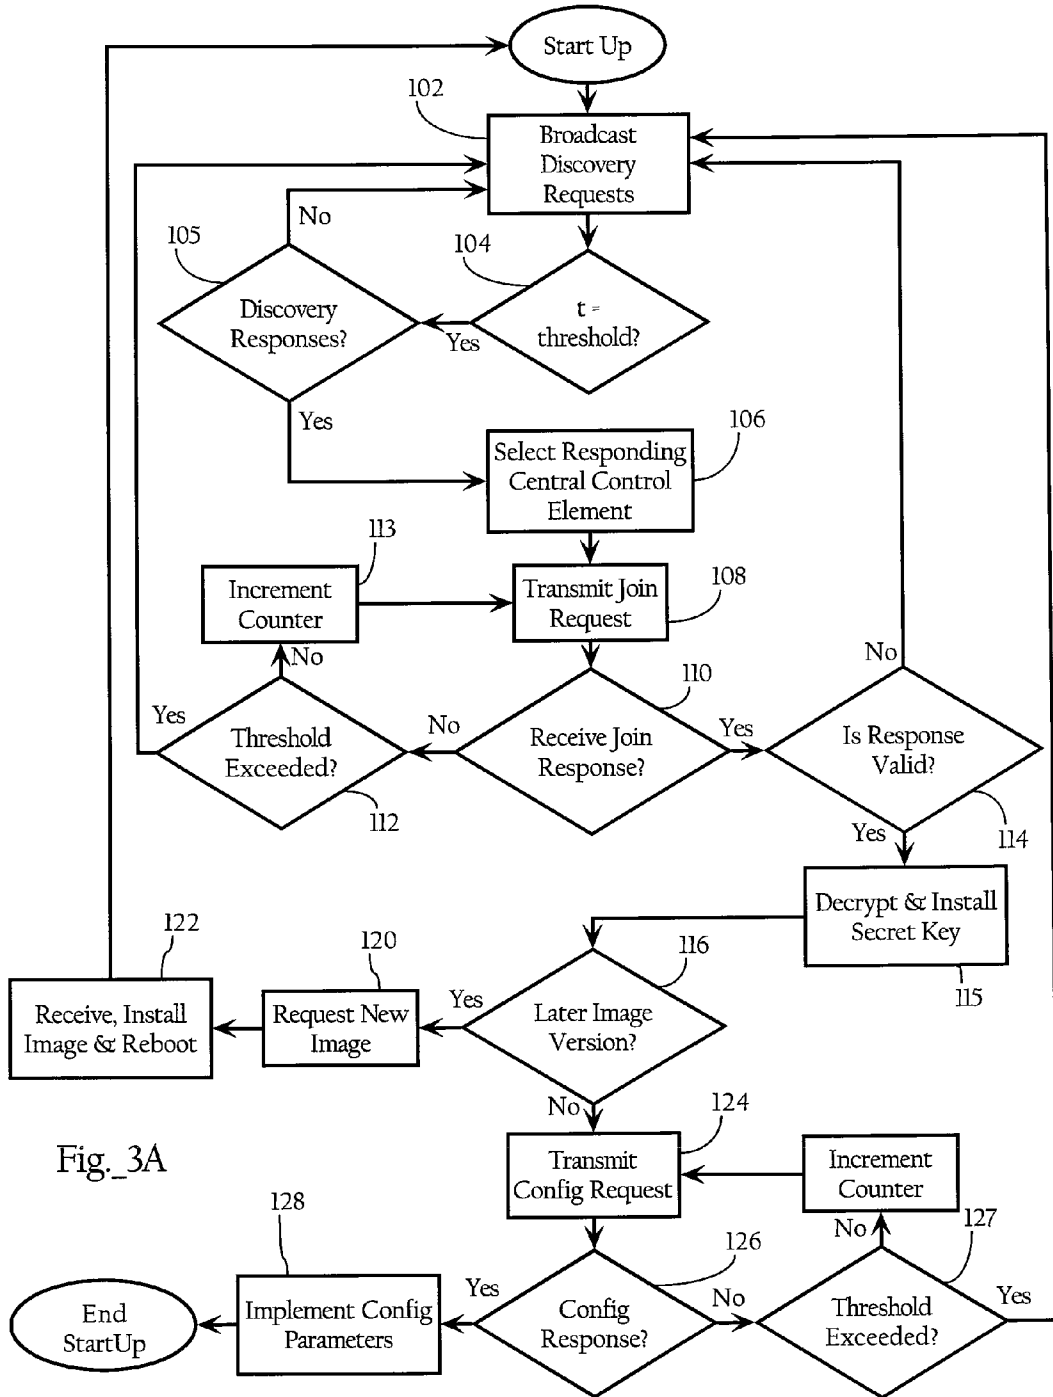 Start Up
102
Broadcast
Discovery
Requests
No
105
104
Discovery
Responses?
Yes
t =
threshold?
Yes
106
Select Responding
Central Control
Element
113
Increment
Counter
Transmit Join
Request
108
No
No
110
Yes
Threshold
Exceeded?
No
Receive Join
Response?
Yes
Is Response
Valid?
112
Yes
114
Decrypt & Install
Secret Key
122
120
116
115
Receive, Install
Image & Reboot
Request New
Image
Yes
Later Image
Version?
No
124
Fig._3A
Transmit
Config Request
Increment
Counter
128
126
No
127
End
StartUp
Implement Config
Parameters
Yes
Config
Response?
No
Threshold
Exceeded?
Yes